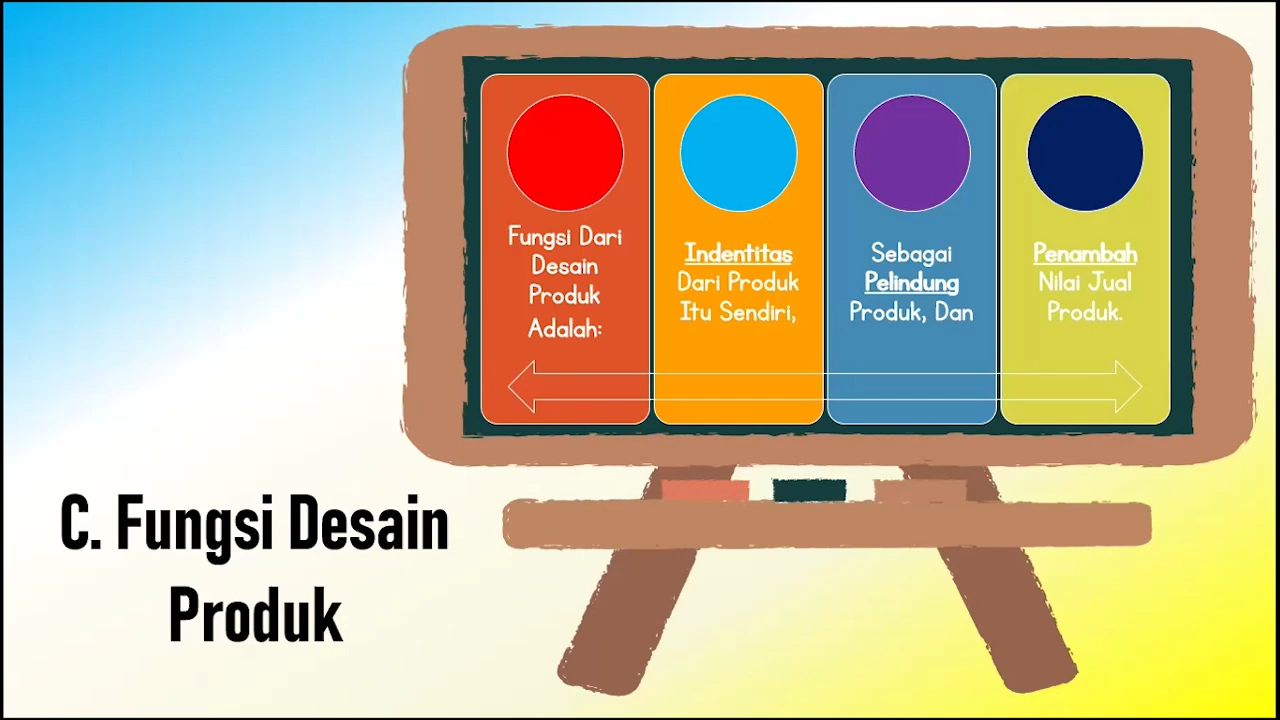 Fungsi Dari
Desain
Produk
Adalah:
Indentitas
Dari Produk
Itu Sendiri,
Sebagai
Pelindung
Produk, Dan
Penambah
Nilai Jual
Produk.
C. Fungsi Desain
Produk